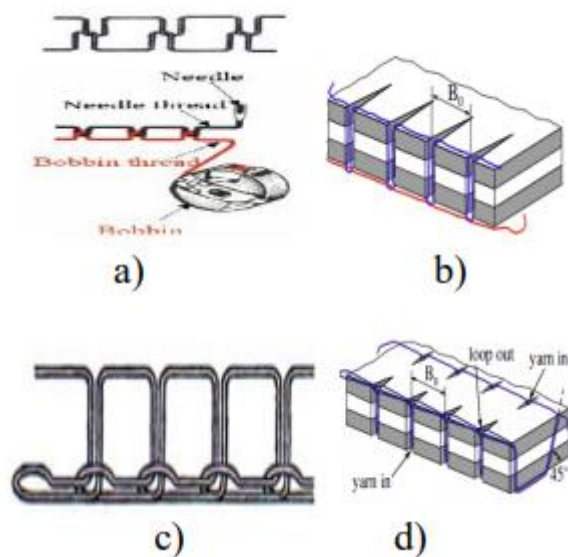 Needle
Needle thread
Bobbin thread
Bobbin
a)
B₀
b)
c)
loop out
yarn in
B₀
yarn in
45°
d)